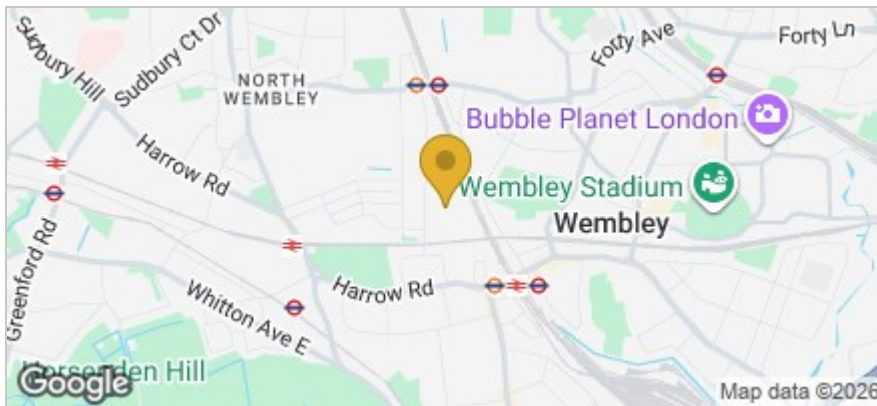 Sudbury Hill
Sudbury Ct Dr
NORTH
WEMBLEY
Forty Ave
Forty Ln
Bubble Planet London
Harrow Rd
Wembley Stadium
Wembley
Greenford Rd
Harrow Rd
Whitton Ave E
Horsenden Hill
Google
Map data ©2026